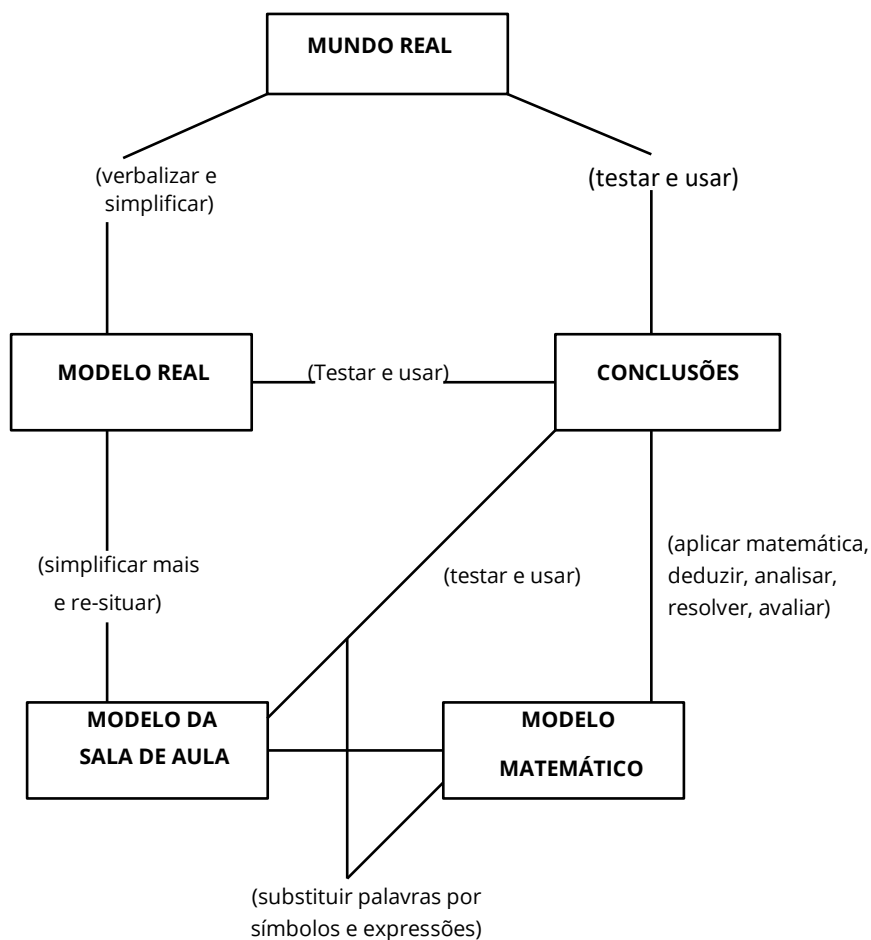 MUNDO REAL
(verbalizar e
simplificar)
(testar e usar)
MODELO REAL
(Testar e usar)
CONCLUSÕES
(simplificar mais
e re-situar)
(testar e usar)
(aplicar matemática,
deduzir, analisar,
resolver, avaliar)
MODELO DA
SALA DE AULA
MODELO
MATEMÁTICO
(substituir palavras por
símbolos e expressões)